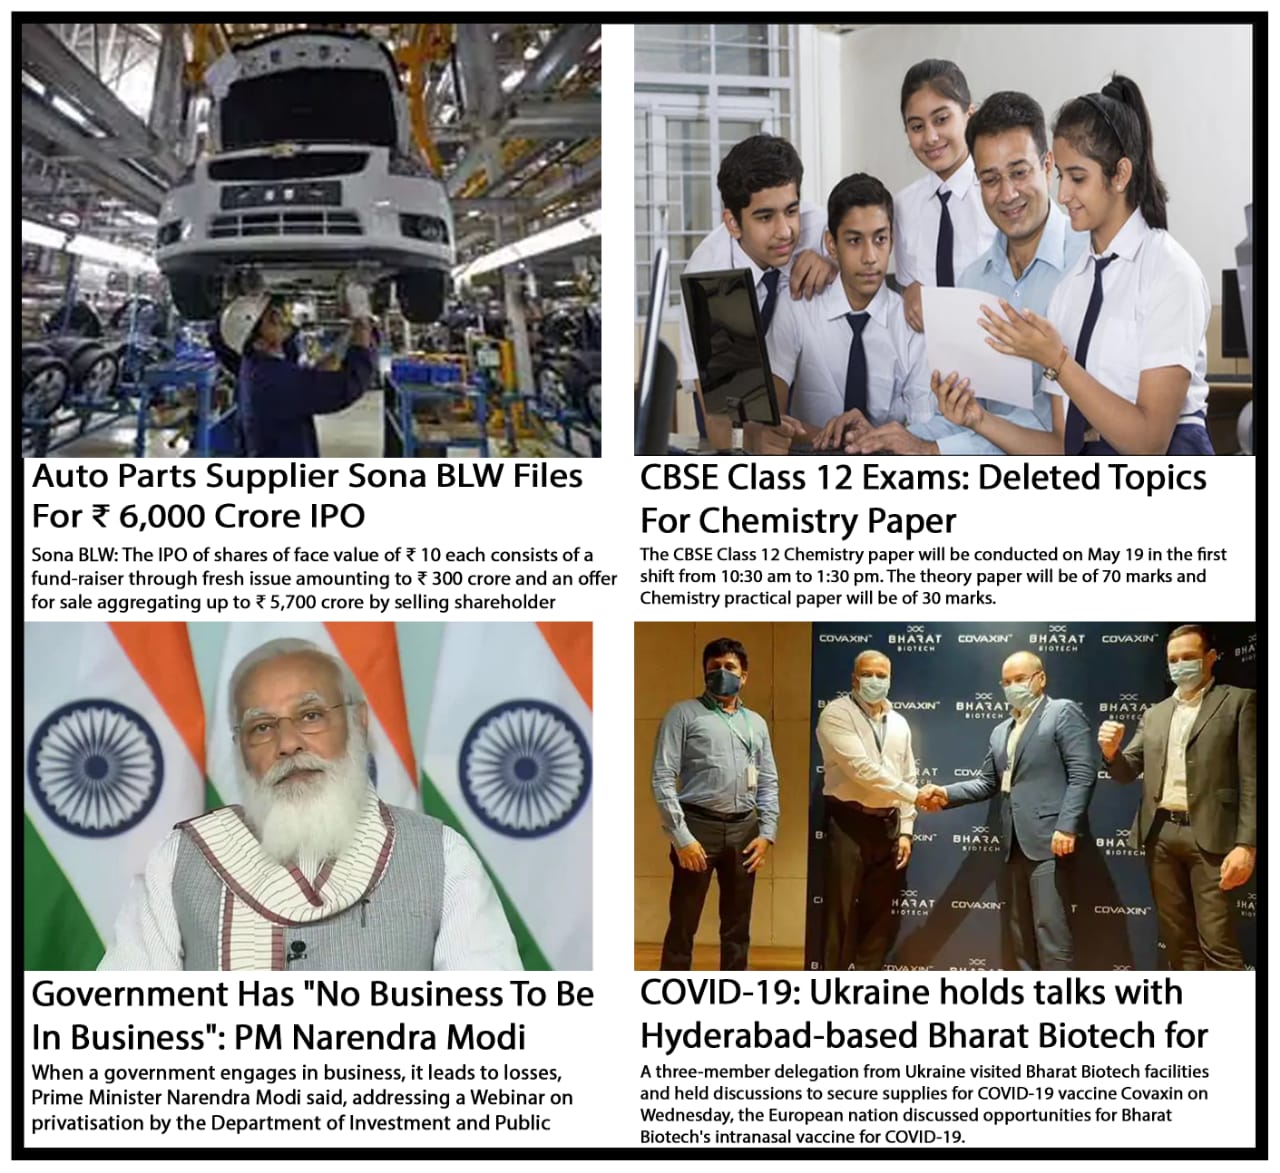 Auto Parts Supplier Sona BLW Files
For ₹ 6,000 Crore IPO
Sona BLW: The IPO of shares of face value of ₹ 10 each consists of a
fund-raiser through fresh issue amounting to ₹ 300 crore and an offer
for sale aggregating up to ₹ 5,700 crore by selling shareholder
CBSE Class 12 Exams: Deleted Topics
For Chemistry Paper
The CBSE Class 12 Chemistry paper will be conducted on May 19 in the first
shift from 10:30 am to 1:30 pm. The theory paper will be of 70 marks and
Chemistry practical paper will be of 30 marks.
Government Has "No Business To Be
In Business": PM Narendra Modi
When a government engages in business, it leads to losses,
Prime Minister Narendra Modi said, addressing a Webinar on
privatisation by the Department of Investment and Public
COVAXIN™ BHARAT BIOTECH COVAXIN™ BHARAT BIOTECH COVAXIN™
BHARAT BIOTECH
BHARAT BIOTECH
COVAXIN™ COVAXIN™
COVID-19: Ukraine holds talks with
Hyderabad-based Bharat Biotech for
A three-member delegation from Ukraine visited Bharat Biotech facilities
and held discussions to secure supplies for COVID-19 vaccine Covaxin on
Wednesday, the European nation discussed opportunities for Bharat
Biotech's intranasal vaccine for COVID-19.